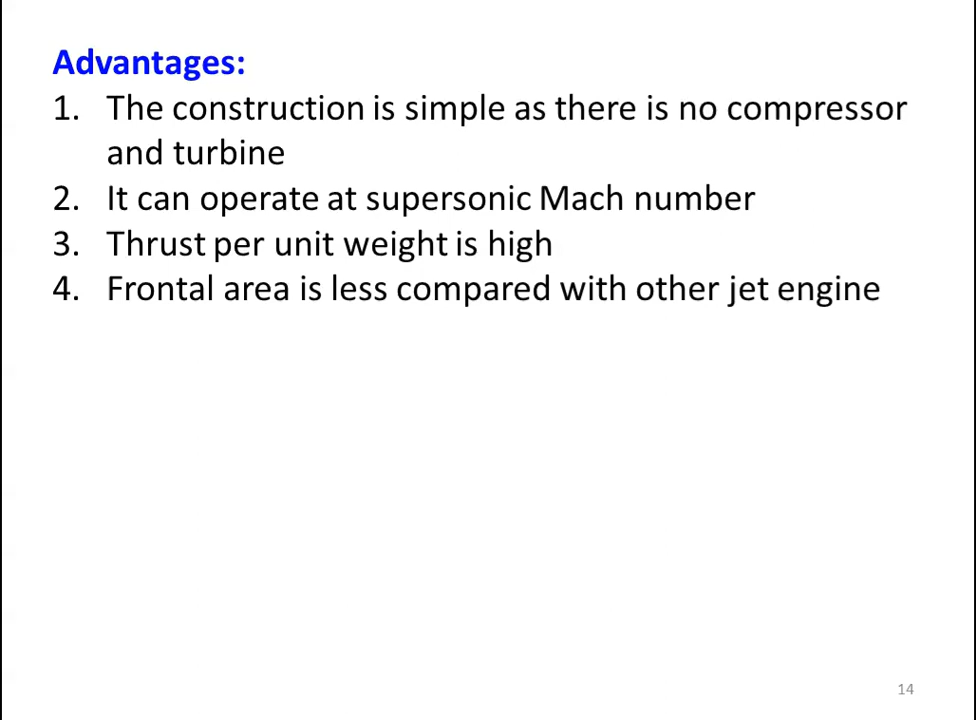 Advantages:
1. The construction is simple as there is no compressor
and turbine
2. It can operate at supersonic Mach number
3. Thrust per unit weight is high
4. Frontal area is less compared with other jet engine
14